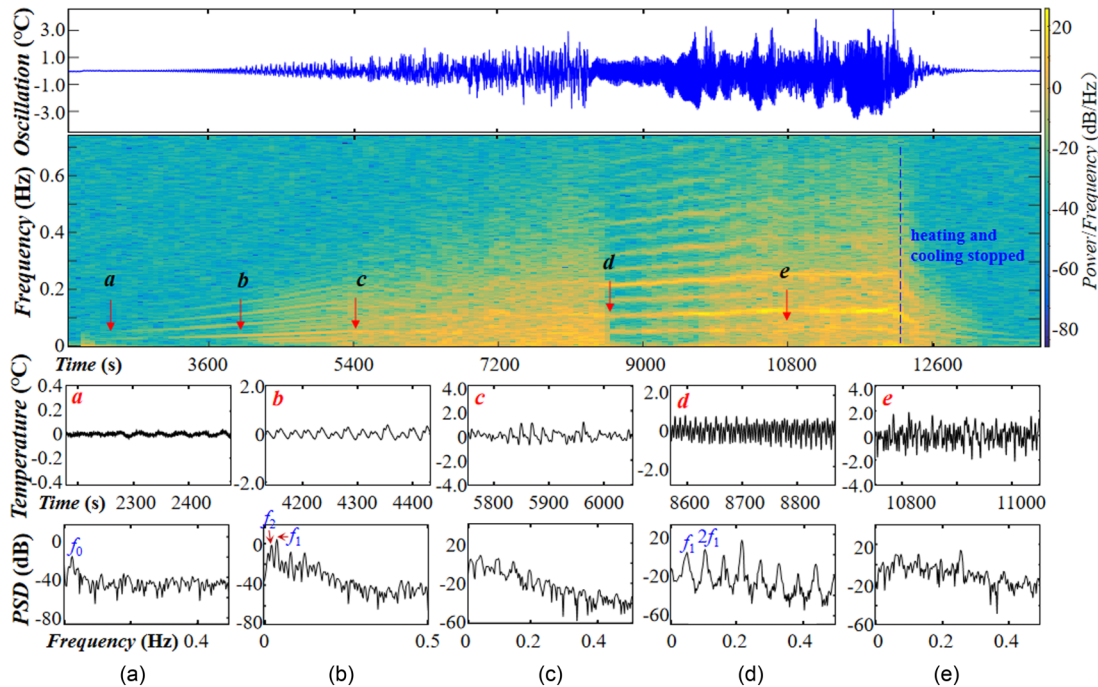 Oscillation (°C)
3.0
1.0
-1.0
-3.0
Frequency (Hz)
0.6
0.4
0.2
0
a
b
c
d
e
heating and
cooling stopped
Time (s)
3600
5400
7200
9000
10800
12600
20
0
-20
-40
-60
-80
Power/Frequency (dB/Hz)
Temperature (°C)
0.4
0.2
0
-0.4
a
Time (s)
2300
2400
2.0
0
-2.0
b
4200
4300
4400
4.0
2.0
0
-2.0
4.0
c
5800
5900
6000
2.0
0
-2.0
d
8600
8700
8800
4.0
2.0
0
-2.0
4.0
e
10800
11000
PSD (dB)
0
-40
-80
f0
Frequency (Hz)
0.4
0
-40
-80
f2
f1
0
0.5
20
-20
-60
0
0.2
0.4
20
-20
-60
f1
2f1
0
0.2
0.4
20
-20
-60
0
0.2
0.4
(a)
(b)
(c)
(d)
(e)